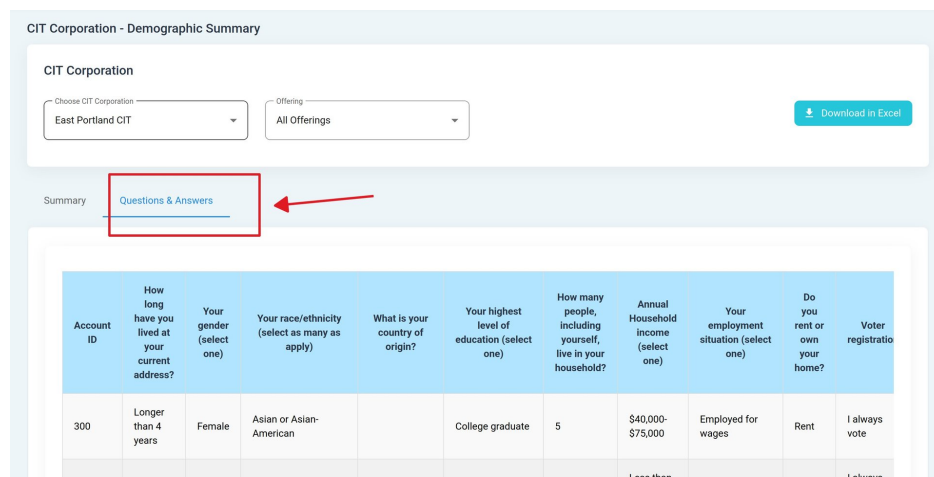 CIT Corporation - Demographic Summary
CIT Corporation
Choose CIT Corporation
East Portland CIT
Offering
All Offerings
Download in Excel
Summary
Questions & Answers
Account
ID
How
long
have you
lived at
your
current
address?
Your
gender
(select
one)
Your race/ethnicity
(select as many as
apply)
What is your
country of
origin?
Your highest
level of
education (select
one)
How many
people,
including
yourself,
live in your
household?
Annual
Household
income
(select
one)
Your
employment
situation (select
one)
Do
you
rent or
own
your
home?
Voter
registratio
300
Longer
than 4
years
Female
Asian or Asian-
American
College graduate
5
$40,000-
$75,000
Employed for
wages
Rent
I always
vote
Less than
I always